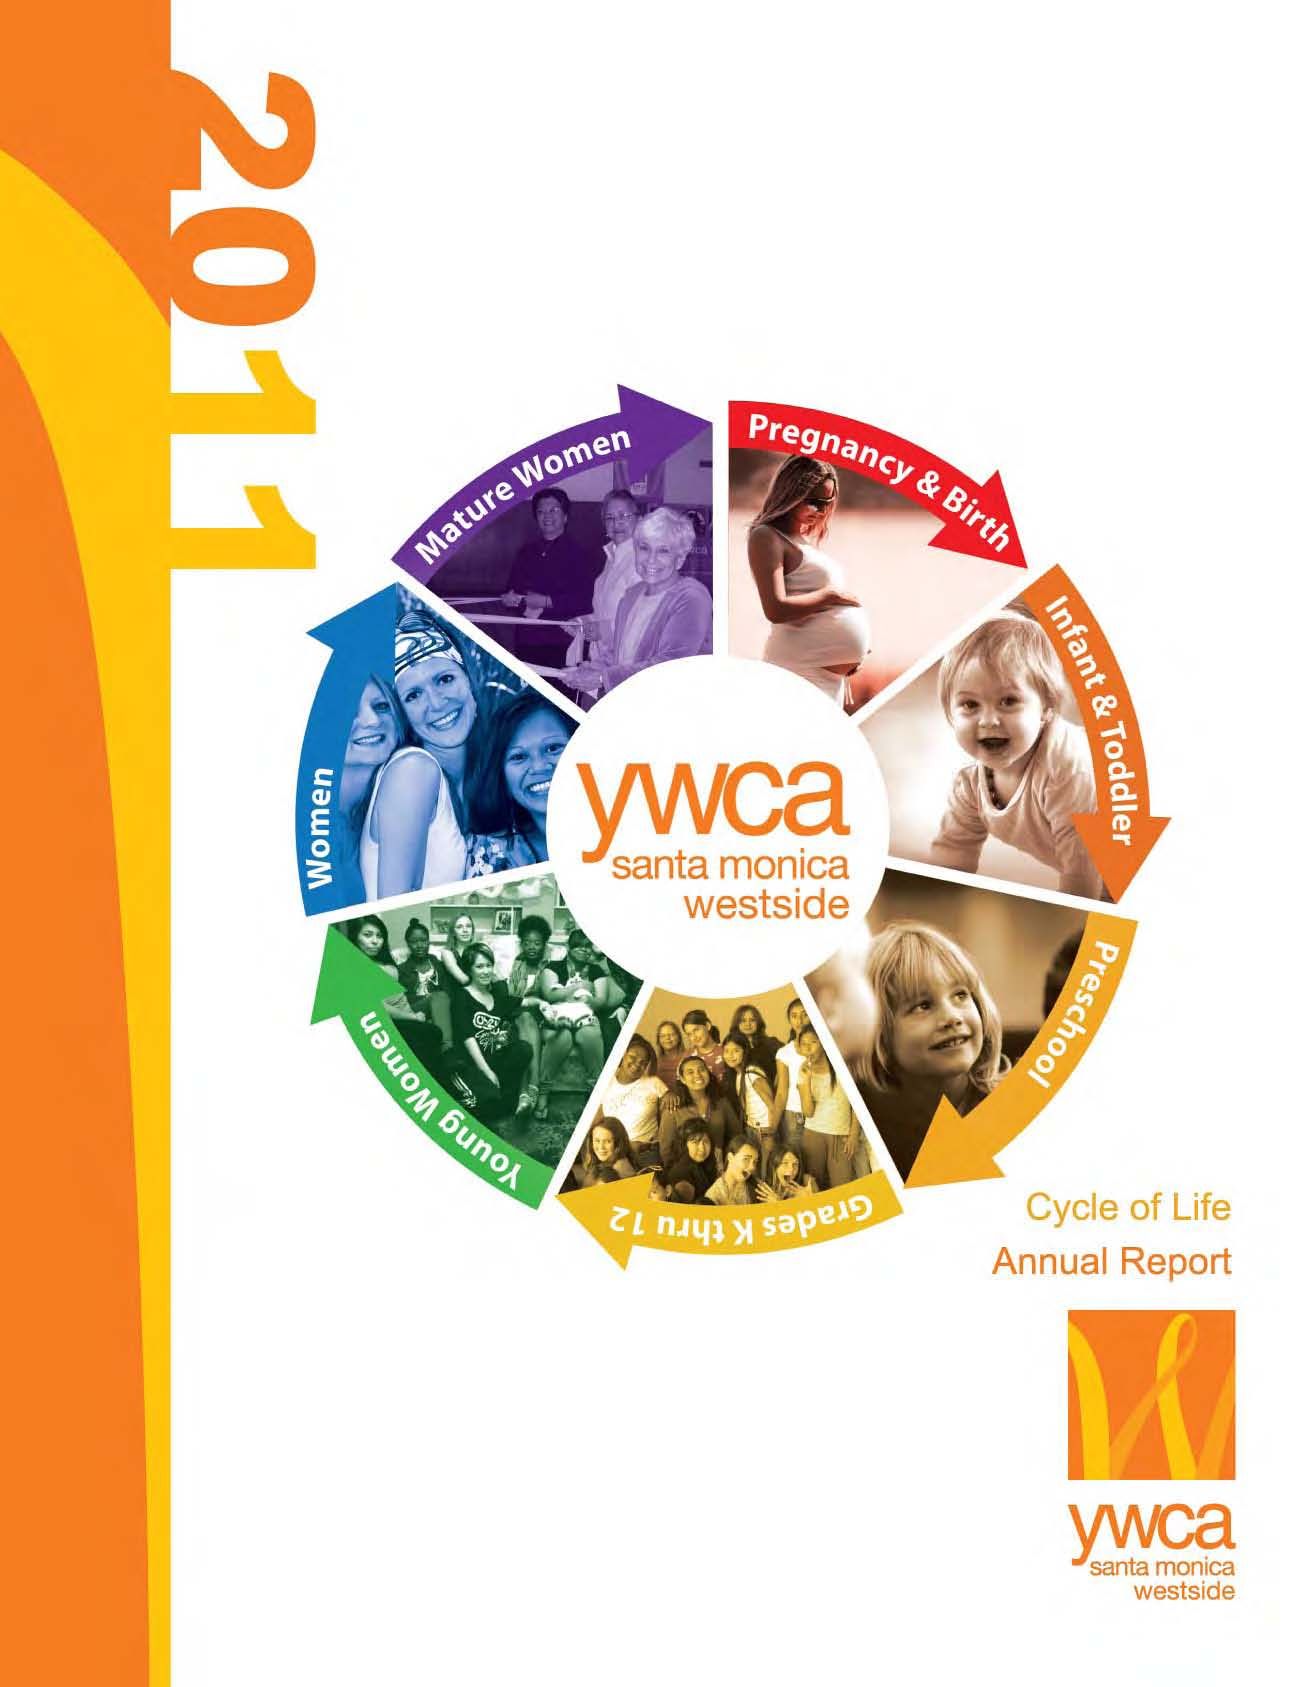 2011
Pregnancy & Birth
Infant & Toddler
Preschool
Grades K thru 12
Young Women
Women
Mature Women
ywca
santa monica
westside
Cycle of Life
Annual Report
ywca
santa monica
westside